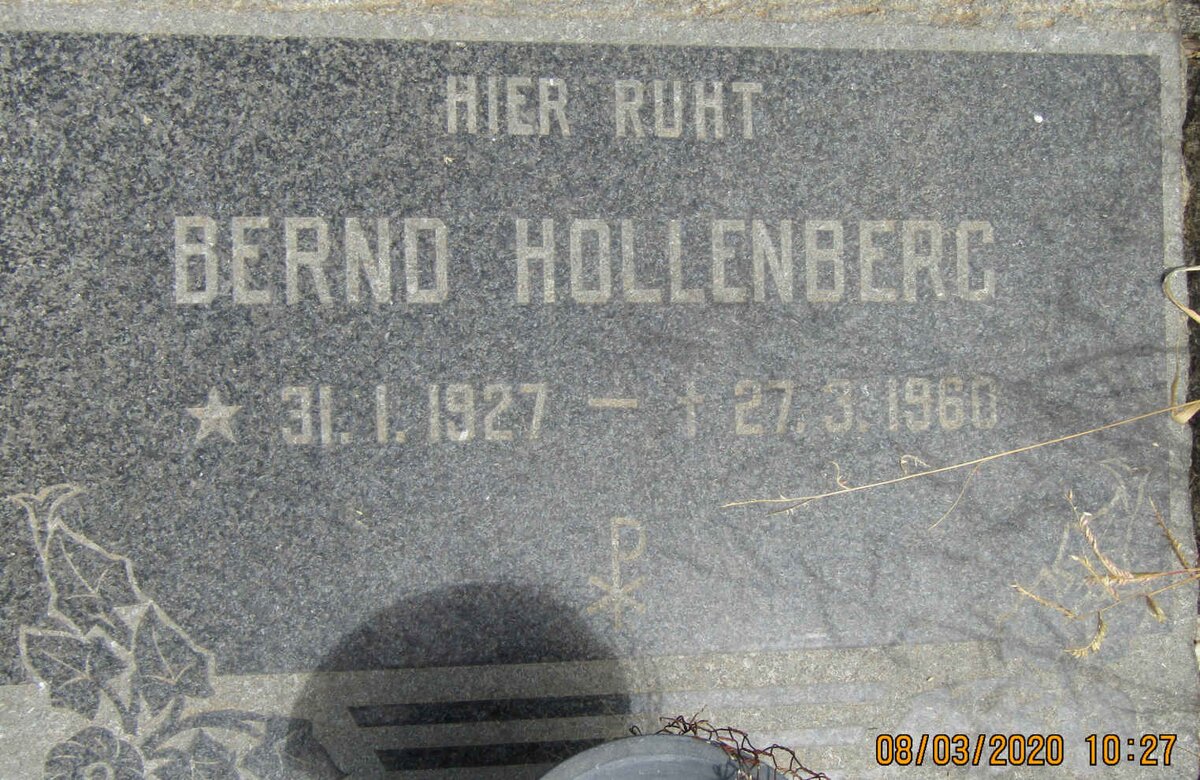 HIER RUHT
BERND HOLLENBERG
★ 31. 1. 1927 — † 27. 3. 1960
08/03/2020 10:27